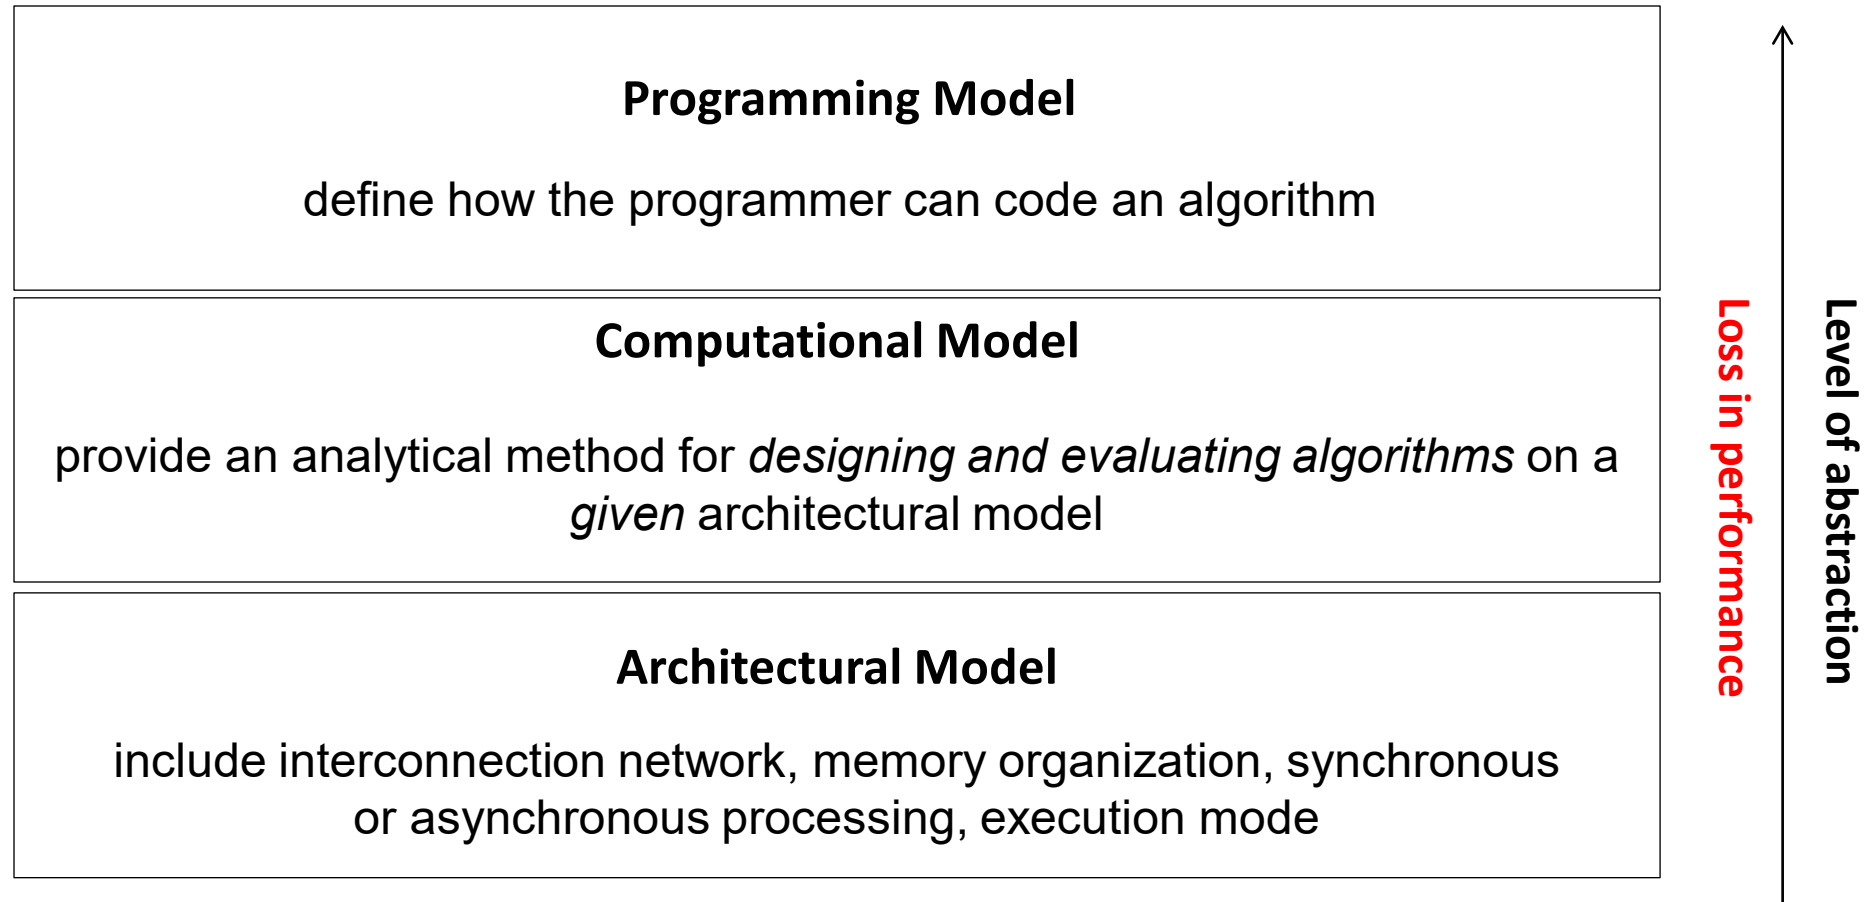 Programming Model
define how the programmer can code an algorithm
Computational Model
provide an analytical method for designing and evaluating algorithms on a
given architectural model
Architectural Model
include interconnection network, memory organization, synchronous
or asynchronous processing, execution mode
Loss in performance
Level of abstraction